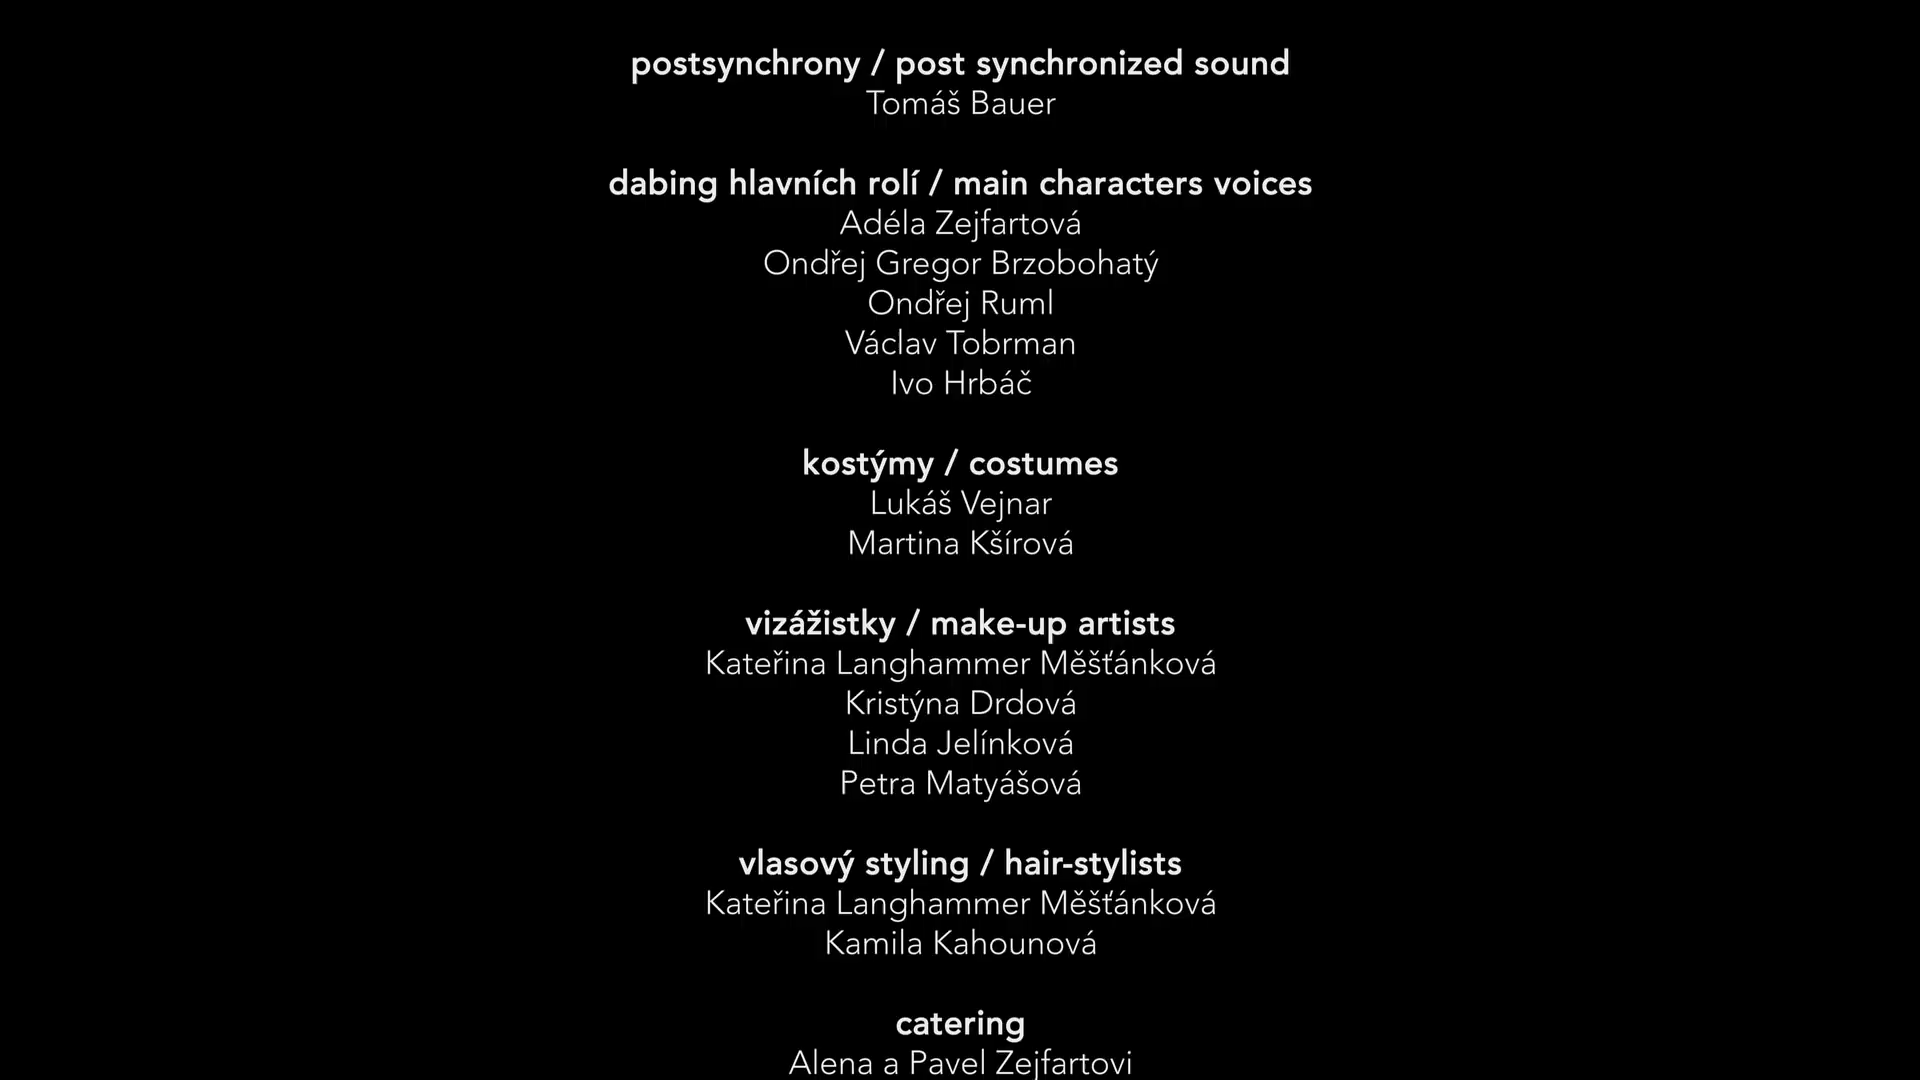 postsynchrony / post synchronized sound
Tomáš Bauer
dabing hlavních rolí / main characters voices
Adéla Zejfartová
Ondřej Gregor Brzobohatý
Ondřej Ruml
Václav Tobrman
Ivo Hrbáč
kostýmy / costumes
Lukáš Vejnar
Martina Kšírová
vizážistky / make-up artists
Kateřina Langhammer Měšťánková
Kristýna Drdová
Linda Jelínková
Petra Matyášová
vlasový styling / hair-stylists
Kateřina Langhammer Měšťánková
Kamila Kahounová
catering
Alena a Pavel Zejfartovi